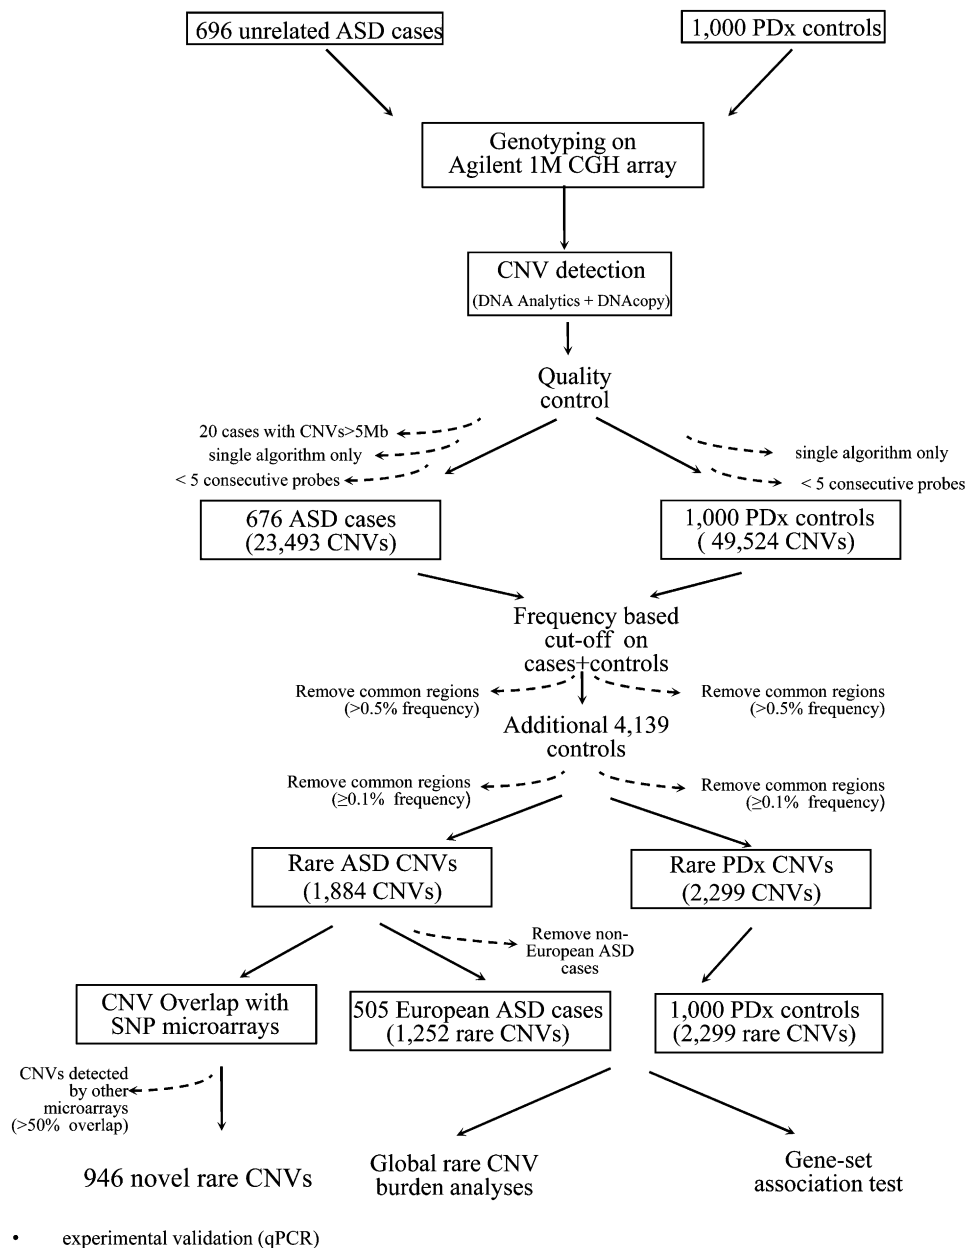 696 unrelated ASD cases
1,000 PDx controls
Genotyping on
Agilent 1M CGH array
CNV detection
(DNA Analytics + DNAcopy)
Quality
control
20 cases with CNVs>5Mb
single algorithm only
< 5 consecutive probes
single algorithm only
< 5 consecutive probes
676 ASD cases
(23,493 CNVs)
1,000 PDx controls
( 49,524 CNVs)
Frequency based
cut-off on
cases+controls
Remove common regions
(>0.5% frequency)
Remove common regions
(>0.5% frequency)
Additional 4,139
controls
Remove common regions
(≥0.1% frequency)
Remove common regions
(≥0.1% frequency)
Rare ASD CNVs
(1,884 CNVs)
Rare PDx CNVs
(2,299 CNVs)
Remove non-
European ASD
cases
CNV Overlap with
SNP microarrays
505 European ASD cases
(1,252 rare CNVs)
1,000 PDx controls
(2,299 rare CNVs)
CNVs detected
by other
microarrays
(>50% overlap)
946 novel rare CNVs
Global rare CNV
burden analyses
Gene-set
association test
• experimental validation (qPCR)